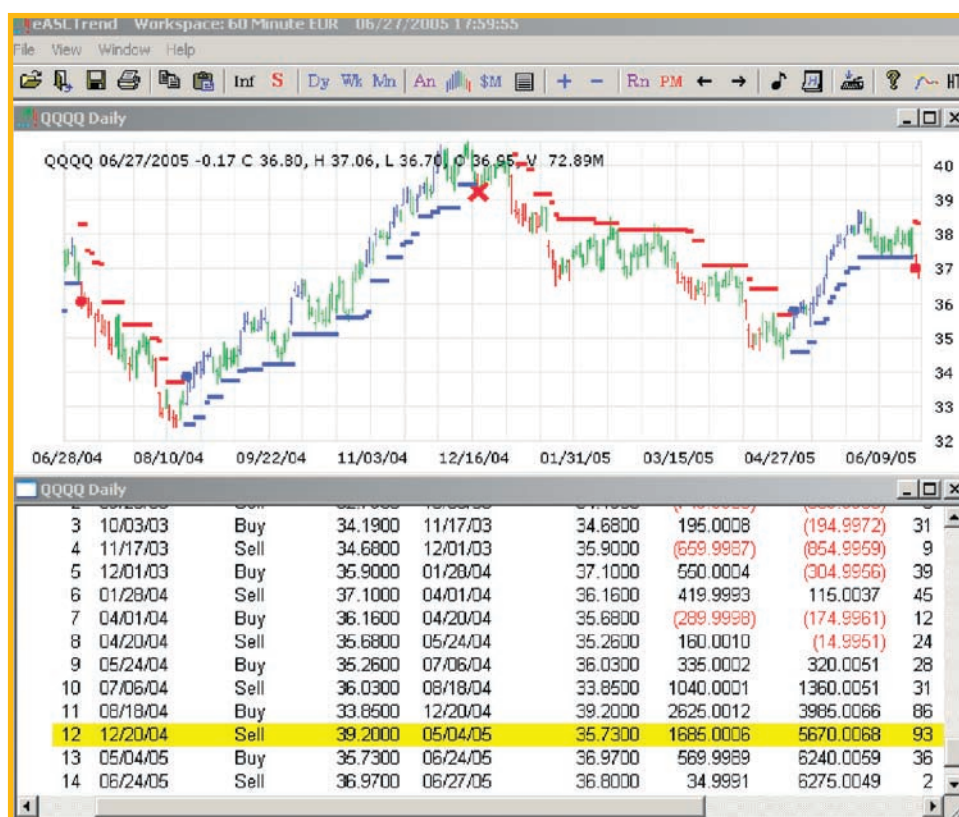 eASCTrend Workspace: 60 Minute EUR 06/27/2005 17:59:55
File View Window Help
Inf S Dy Wk Mn An $M + - Rn PM ← → H ? HT
QQQQ Daily
QQQQ 06/27/2005 -0.17 C 36.80, H 37.06, L 36.70, O 36.95, V 72.89M
40
39
38
37
36
35
34
33
32
06/28/04 08/10/04 09/22/04 11/03/04 12/16/04 01/31/05 03/15/05 04/27/05 06/09/05
QQQQ Daily
3 10/03/03 Buy 34.1900 11/17/03 34.6800 195.0008 (194.9972) 31
4 11/17/03 Sell 34.6800 12/01/03 35.9000 (659.9987) (854.9959) 9
5 12/01/03 Buy 35.9000 01/28/04 37.1000 550.0004 (304.9956) 39
6 01/28/04 Sell 37.1000 04/01/04 36.1600 419.9993 115.0037 45
7 04/01/04 Buy 36.1600 04/20/04 35.6800 (289.9998) (174.9961) 12
8 04/20/04 Sell 35.6800 05/24/04 35.2600 160.0010 (14.9951) 24
9 05/24/04 Buy 35.2600 07/06/04 36.0300 335.0002 320.0051 28
10 07/06/04 Sell 36.0300 08/18/04 33.8500 1040.0001 1360.0051 31
11 08/18/04 Buy 33.8500 12/20/04 39.2000 2625.0012 3985.0066 86
12 12/20/04 Sell 39.2000 05/04/05 35.7300 1685.0006 5670.0068 93
13 05/04/05 Buy 35.7300 06/24/05 36.9700 569.9989 6240.0059 36
14 06/24/05 Sell 36.9700 06/27/05 36.8000 34.9991 6275.0049 2